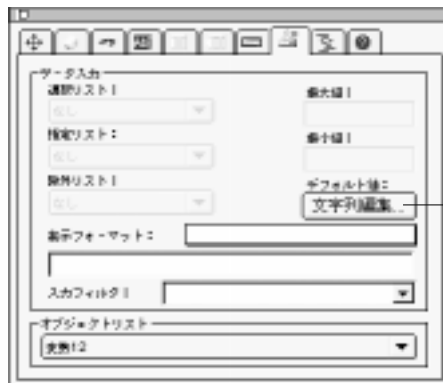 データ入力
選択リスト：
最大値：
なし
指定リスト：
最小値：
なし
除外リスト：
デフォルト値：
なし
文字列編集...
表示フォーマット：
入力フィルタ：
オブジェクトリスト
変数12